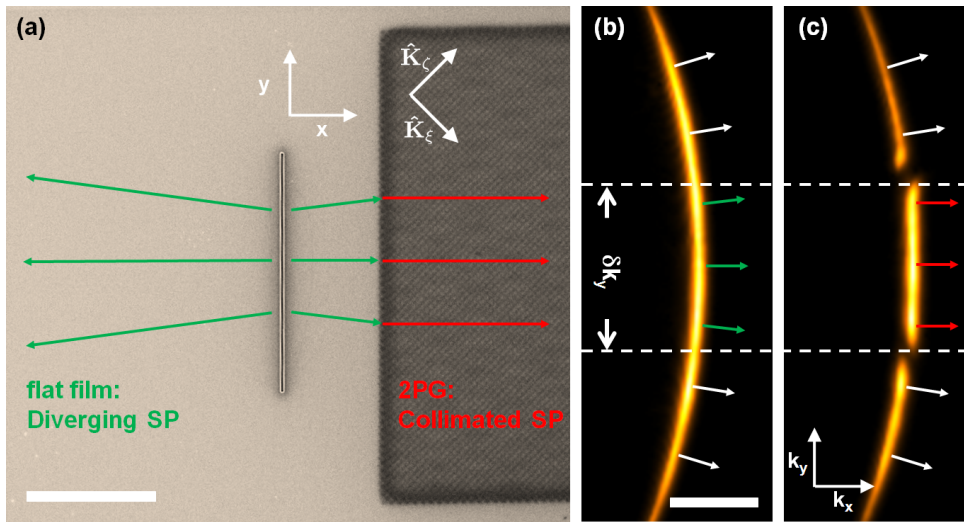 (a)
y
x
K̂ζ
K̂ξ
flat film:
Diverging SP
2PG:
Collimated SP
(b)
δky
(c)
ky
kx